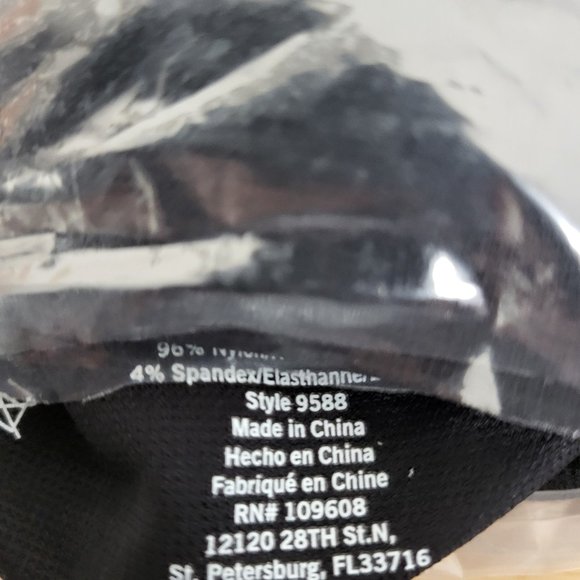 96%
4% Spandex/Elasthanne/
Style 9588
Made in China
Hecho en China
Fabriqué en Chine
RN# 109608
12120 28TH St.N,
St. Petersburg, FL33716